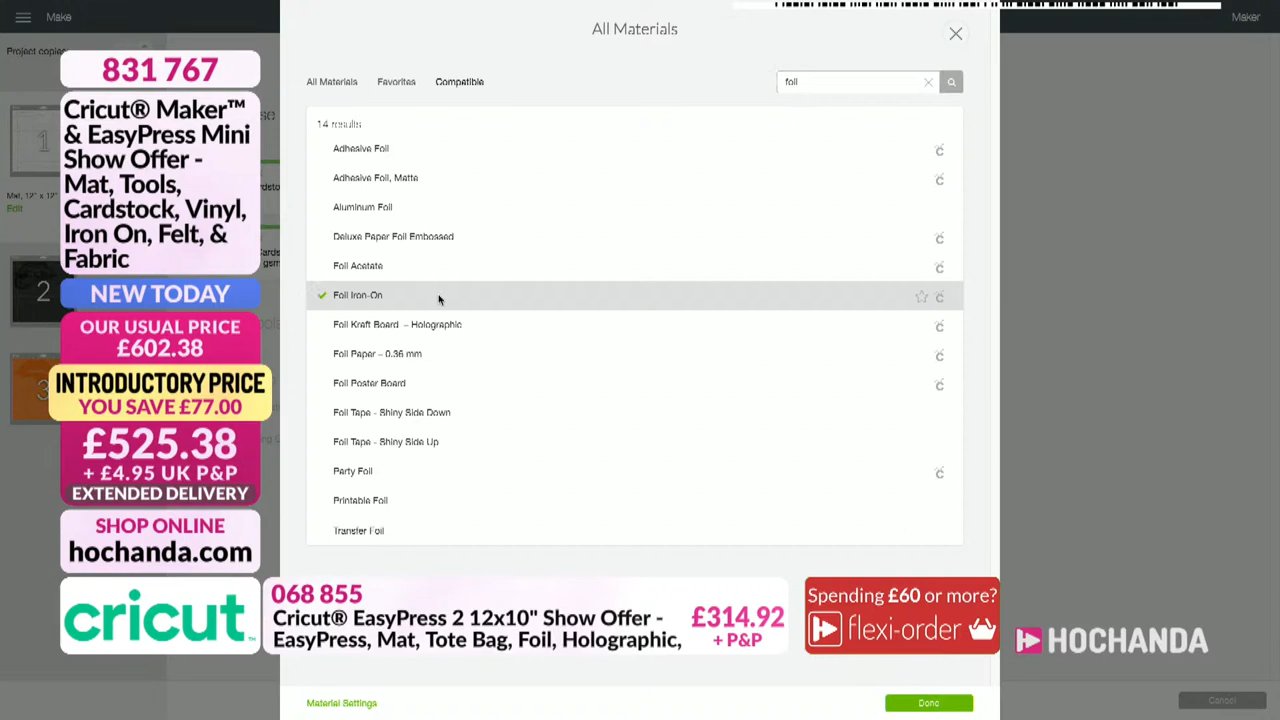 Make
All Materials
Maker
Project copies
831 767
Cricut® Maker™
& EasyPress Mini
Show Offer -
Mat, Tools,
Cardstock, Vinyl,
Iron On, Felt, &
Fabric
NEW TODAY
OUR USUAL PRICE
£602.38
INTRODUCTORY PRICE
YOU SAVE £77.00
£525.38
+ £4.95 UK P&P
EXTENDED DELIVERY
SHOP ONLINE
hochanda.com
cricut™
1
Mat, 12" x 12"
Edit
2
3
All Materials
Favorites
Compatible
foil
14 results
Adhesive Foil
Adhesive Foil, Matte
Aluminum Foil
Deluxe Paper Foil Embossed
Foil Acetate
Foil Iron-On
Foil Kraft Board – Holographic
Foil Paper – 0.36 mm
Foil Poster Board
Foil Tape - Shiny Side Down
Foil Tape - Shiny Side Up
Party Foil
Printable Foil
Transfer Foil
068 855
Cricut® EasyPress 2 12x10" Show Offer -
EasyPress, Mat, Tote Bag, Foil, Holographic,
£314.92
+ P&P
Spending £60 or more?
flexi-order
HOCHANDA
Material Settings
Done
Cancel